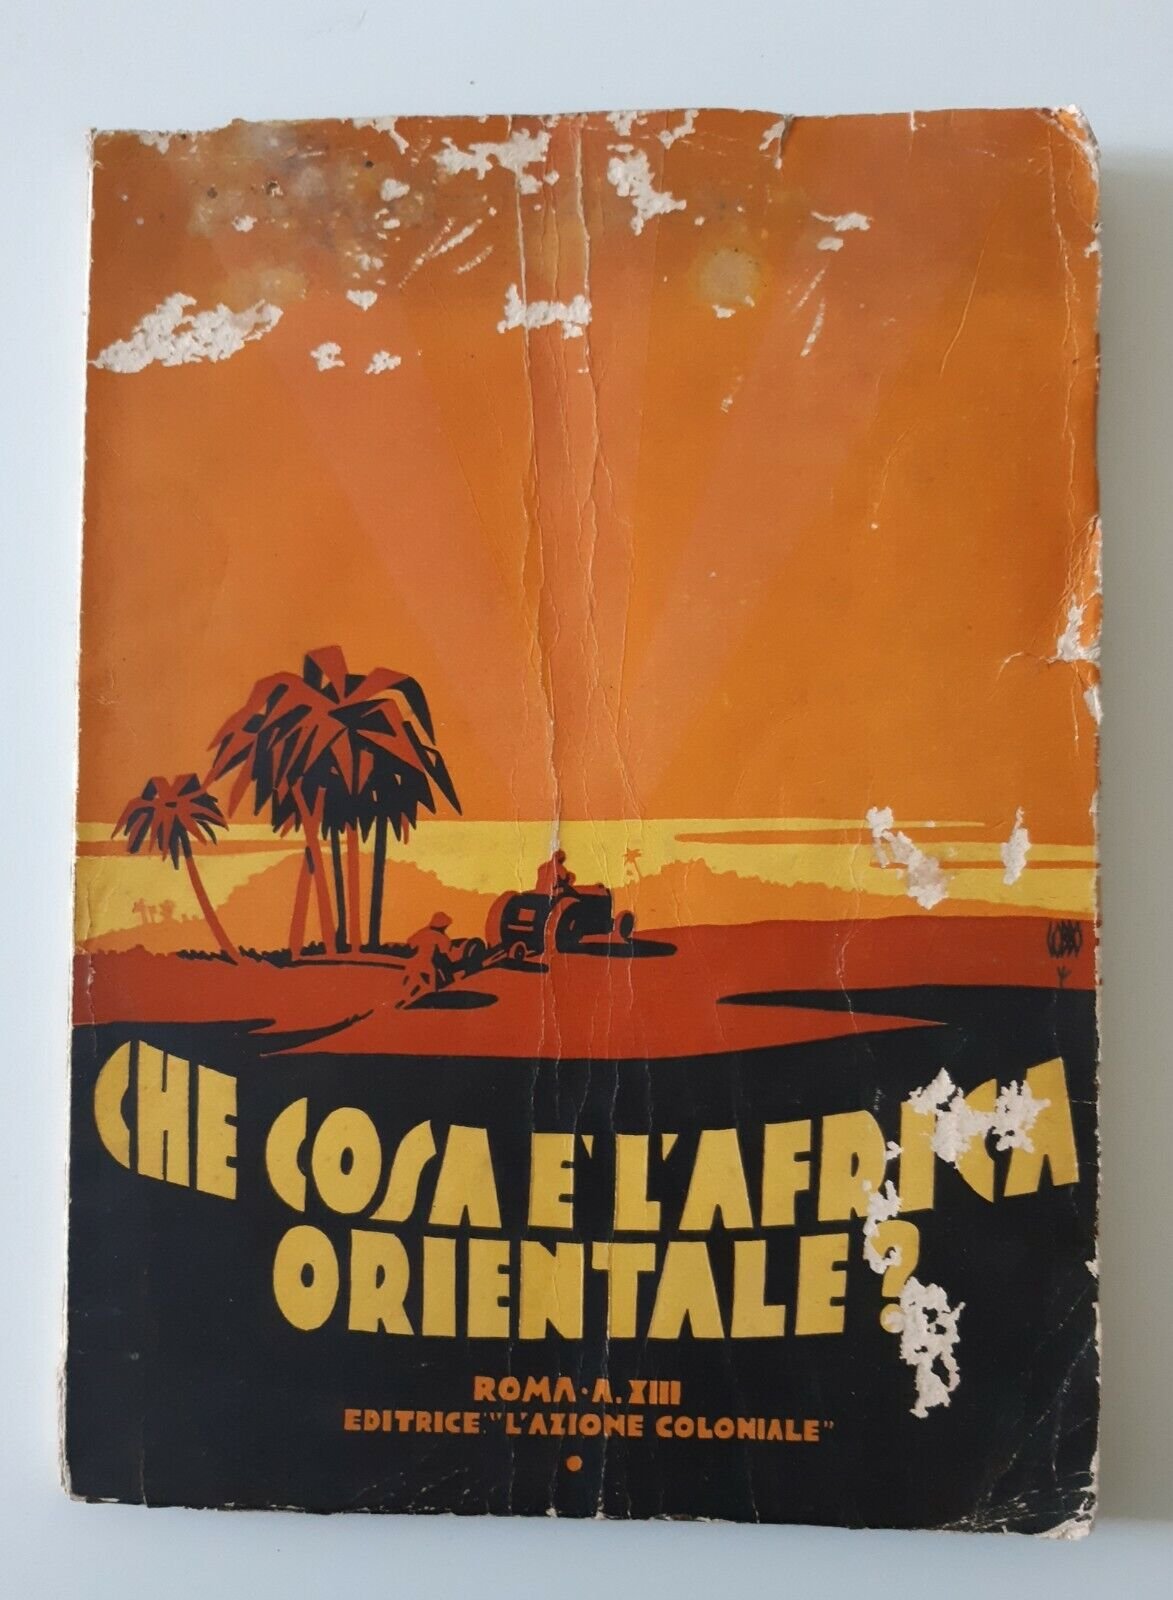 CHE COSA E' L'AFRICA
ORIENTALE?
ROMA · A. XIII
EDITRICE "L'AZIONE COLONIALE"